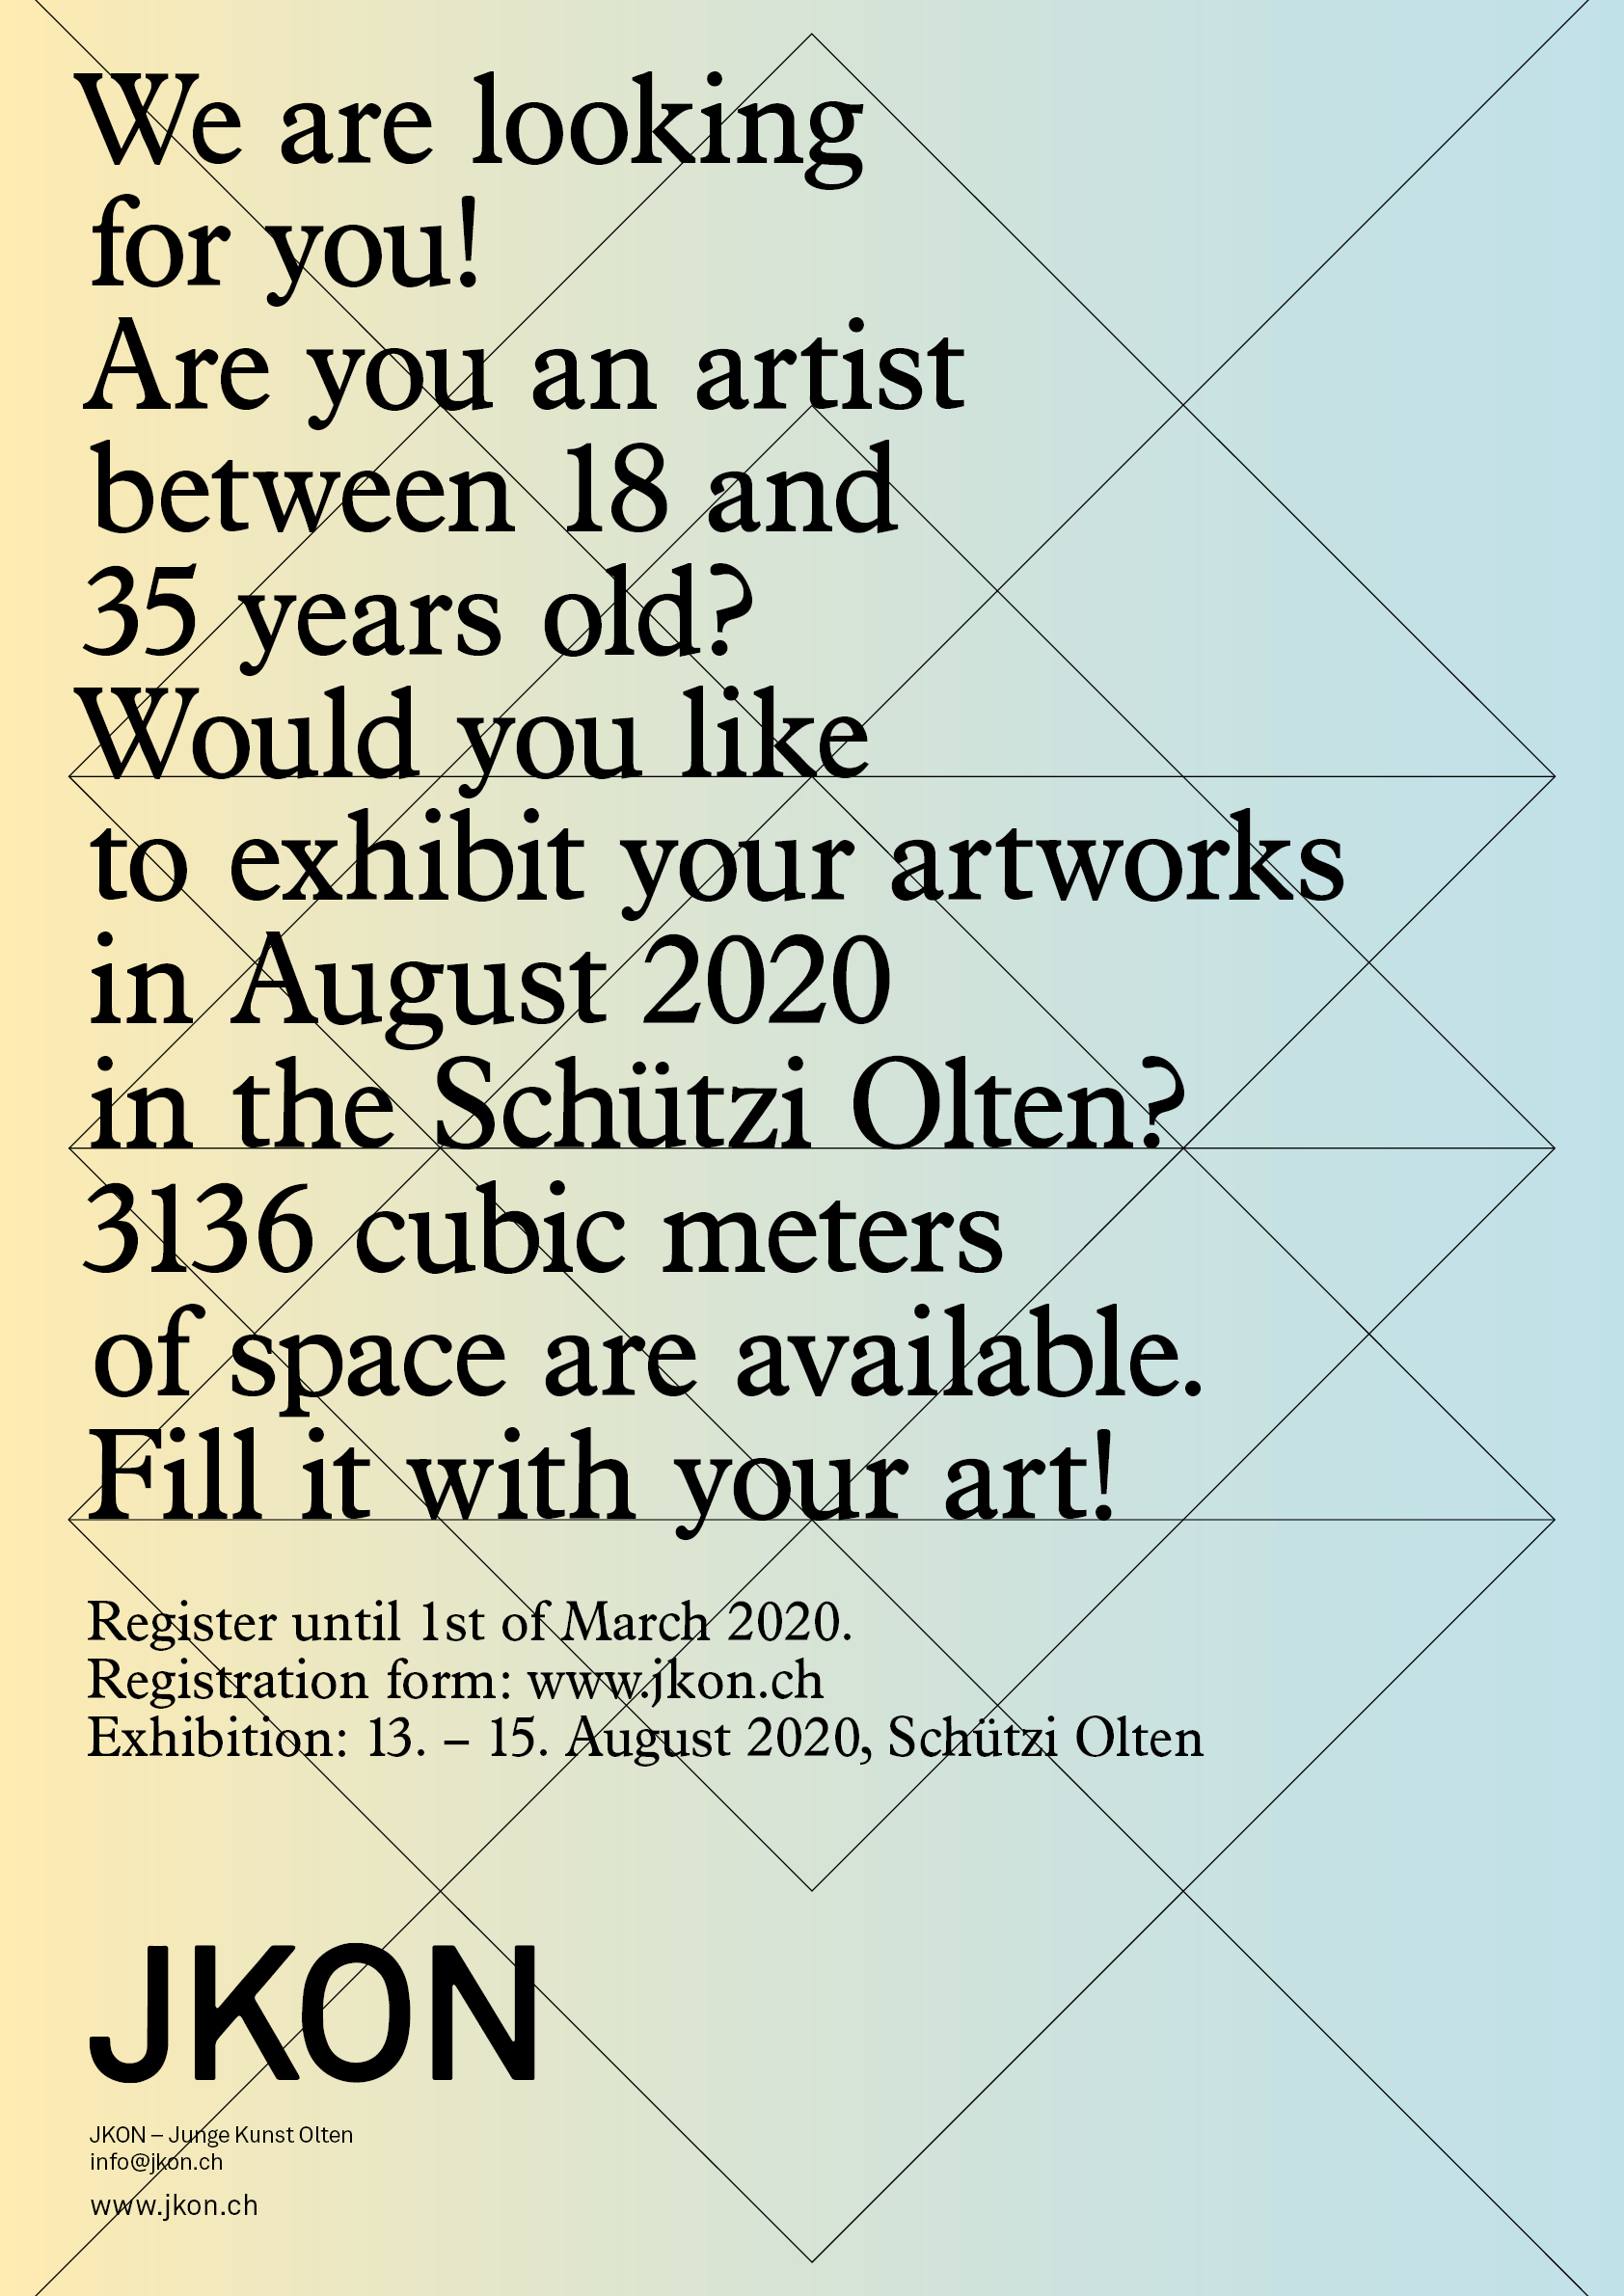 We are looking
for you!
Are you an artist
between 18 and
35 years old?
Would you like
to exhibit your artworks
in August 2020
in the Schützi Olten?
3136 cubic meters
of space are available.
Fill it with your art!
Register until 1st of March 2020.
Registration form: www.jkon.ch
Exhibition: 13. – 15. August 2020, Schützi Olten
JKON
JKON – Junge Kunst Olten
info@jkon.ch
www.jkon.ch